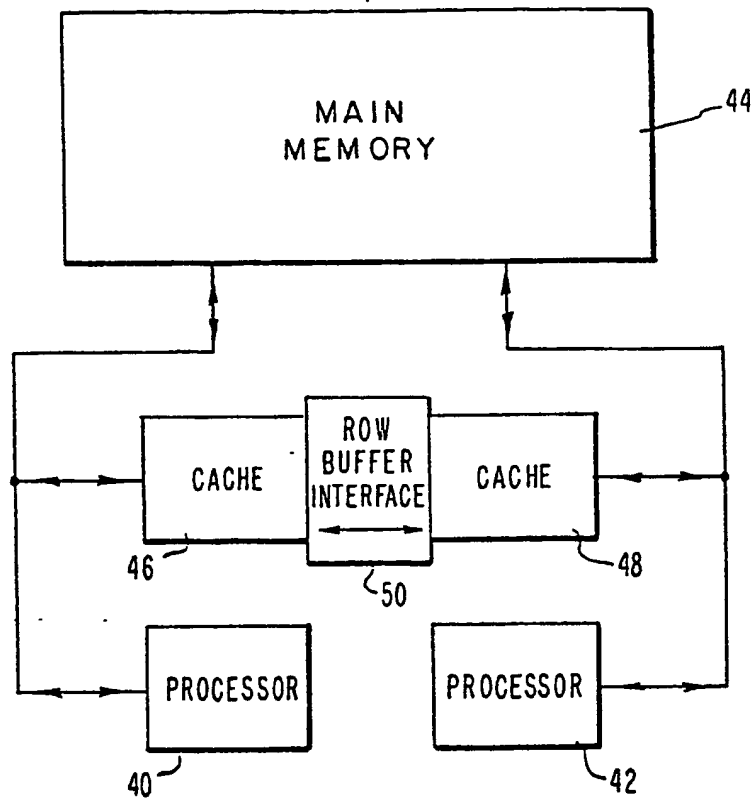 MAIN
MEMORY
44
CACHE
ROW
BUFFER
INTERFACE
CACHE
46
50
48
PROCESSOR
PROCESSOR
40
42